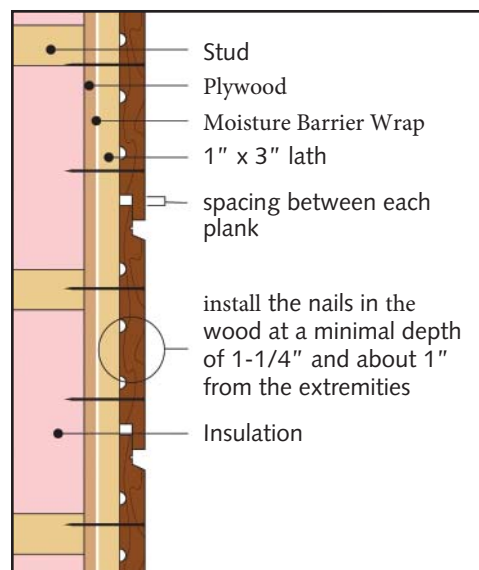 Stud
Plywood
Moisture Barrier Wrap
1" x 3" lath
spacing between each
plank
install the nails in the
wood at a minimal depth
of 1-1/4" and about 1"
from the extremities
Insulation